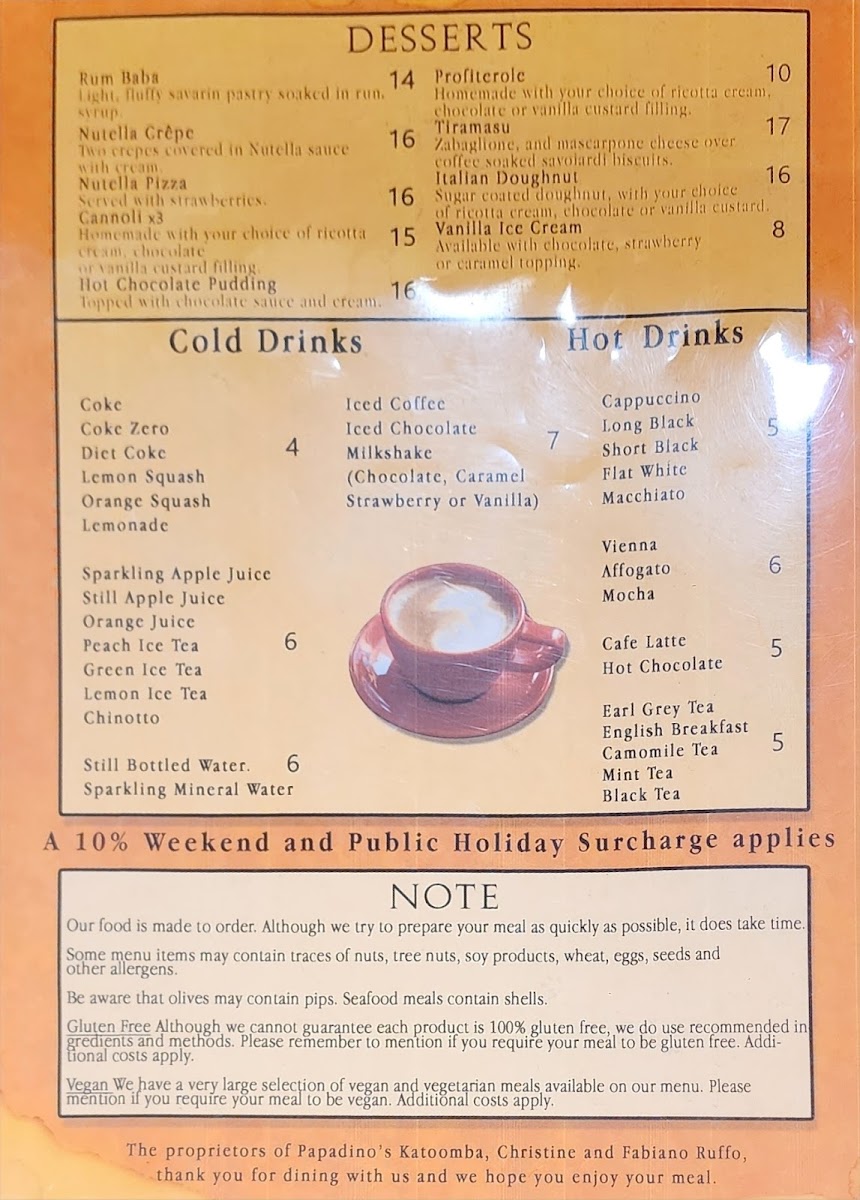 DESSERTS
Rum Baba 14
Light, fluffy savarin pastry soaked in run.
syrup.
Nutella Crêpe 16
Two crepes covered in Nutella sauce
with cream.
Nutella Pizza 16
Served with strawberries.
Cannoli x3 15
Homemade with your choice of ricotta
cream, chocolate
or vanilla custard filling.
Hot Chocolate Pudding 16
Topped with chocolate sauce and cream.
Profiterole 10
Homemade with your choice of ricotta cream,
chocolate or vanilla custard filling.
Tiramasu 17
Zabaglione, and mascarpone cheese over
coffee soaked savoiardi biscuits.
Italian Doughnut 16
Sugar coated doughnut, with your choice
of ricotta cream, chocolate or vanilla custard.
Vanilla Ice Cream 8
Available with chocolate, strawberry
or caramel topping.
Cold Drinks
Coke
Coke Zero
Diet Coke 4
Lemon Squash
Orange Squash
Lemonade
Sparkling Apple Juice
Still Apple Juice
Orange Juice
Peach Ice Tea 6
Green Ice Tea
Lemon Ice Tea
Chinotto
Still Bottled Water. 6
Sparkling Mineral Water
Iced Coffee
Iced Chocolate
Milkshake 7
(Chocolate, Caramel
Strawberry or Vanilla)
Hot Drinks
Cappuccino
Long Black 5
Short Black
Flat White
Macchiato
Vienna
Affogato 6
Mocha
Cafe Latte 5
Hot Chocolate
Earl Grey Tea
English Breakfast
Camomile Tea 5
Mint Tea
Black Tea
A 10% Weekend and Public Holiday Surcharge applies
NOTE
Our food is made to order. Although we try to prepare your meal as quickly as possible, it does take time.
Some menu items may contain traces of nuts, tree nuts, soy products, wheat, eggs, seeds and
other allergens.
Be aware that olives may contain pips. Seafood meals contain shells.
Gluten Free Although we cannot guarantee each product is 100% gluten free, we do use recommended in
gredients and methods. Please remember to mention if you require your meal to be gluten free. Addi-
tional costs apply.
Vegan We have a very large selection of vegan and vegetarian meals available on our menu. Please
mention if you require your meal to be vegan. Additional costs apply.
The proprietors of Papadino's Katoomba, Christine and Fabiano Ruffo,
thank you for dining with us and we hope you enjoy your meal.